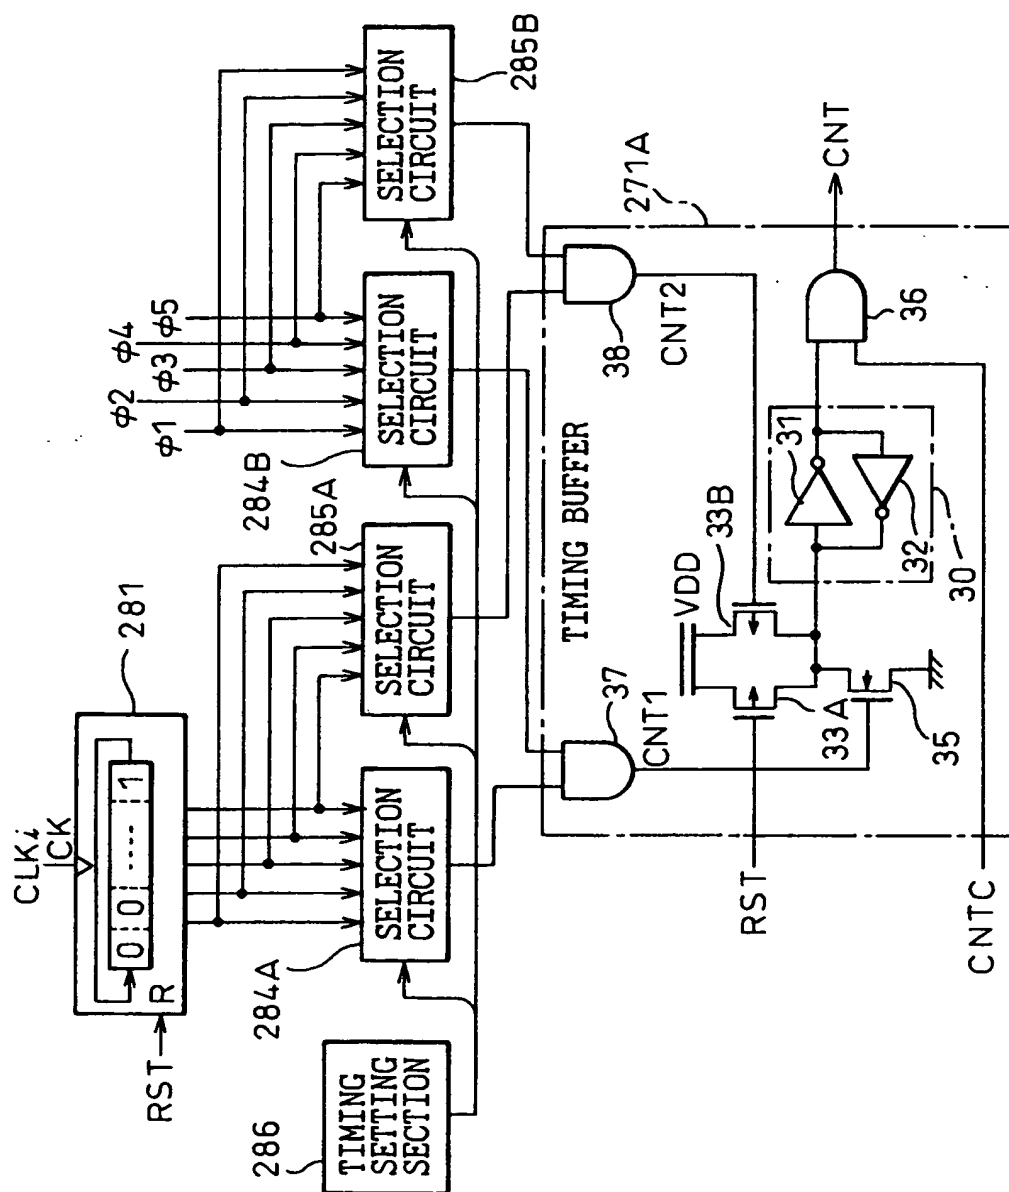 CLKi
CK
281
0 0 ---- 1
R
RST
φ1
φ2
φ3
φ4
φ5
286
TIMING
SETTING
SECTION
284A
SELECTION
CIRCUIT
285A
SELECTION
CIRCUIT
284B
SELECTION
CIRCUIT
285B
SELECTION
CIRCUIT
TIMING BUFFER
271A
37
CNT1
38
CNT2
VDD
33A
33B
35
31
32
30
36
CNT
RST
CNTC